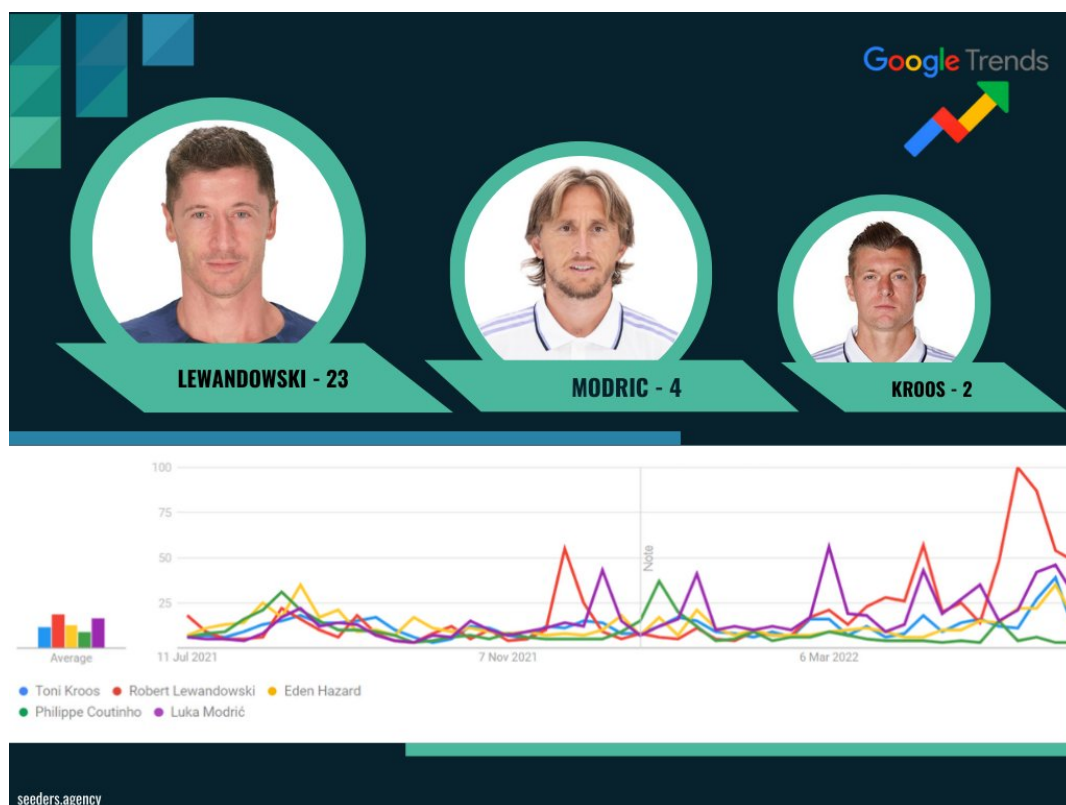 Google Trends
LEWANDOWSKI - 23
MODRIC - 4
KROOS - 2
100
75
50
25
Note
Average
11 Jul 2021
7 Nov 2021
6 Mar 2022
Toni Kroos
Robert Lewandowski
Eden Hazard
Philippe Coutinho
Luka Modrić
seeders.agency